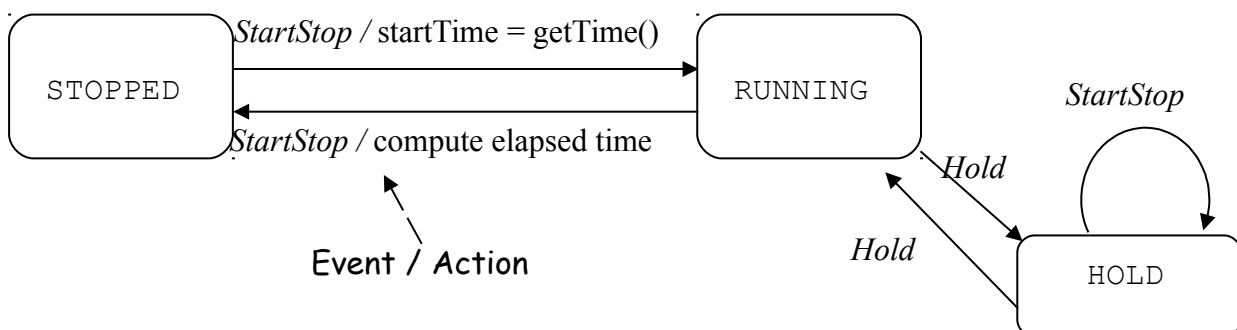 StartStop / startTime = getTime()
STOPPED
RUNNING
StartStop
StartStop / compute elapsed time
Hold
Hold
Event / Action
HOLD